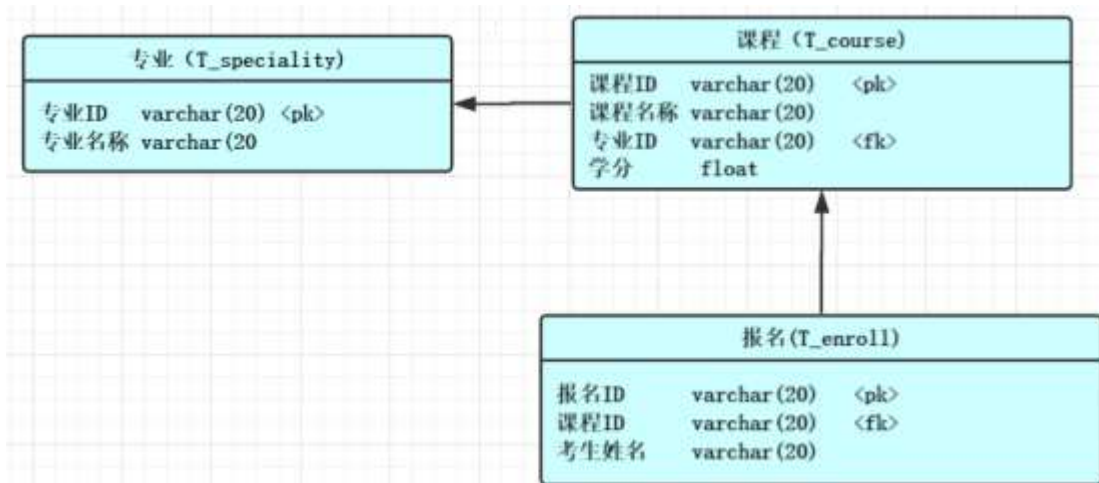 专业（T_speciality)
专业ID varchar(20) <pk>
专业名称 varchar(20
课程（T_course)
课程ID varchar(20) <pk>
课程名称 varchar(20)
专业ID varchar(20) <fk>
学分 float
报名(T_enroll)
报名ID varchar(20) <pk>
课程ID varchar(20) <fk>
考生姓名 varchar(20)